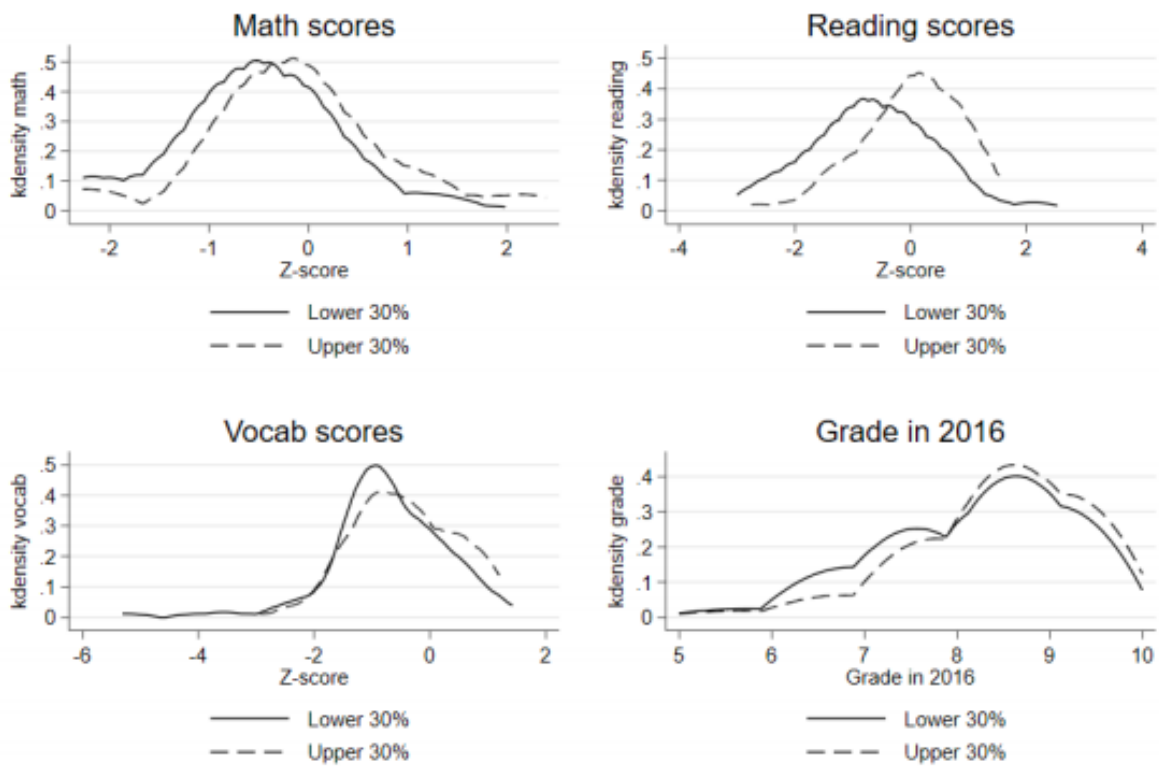 Math scores
kdensity math
.5
.4
.3
.2
.1
0
-2 -1 0 1 2
Z-score
Lower 30%
Upper 30%
Reading scores
kdensity reading
.5
.4
.3
.2
.1
0
-4 -2 0 2 4
Z-score
Lower 30%
Upper 30%
Vocab scores
kdensity vocab
.5
.4
.3
.2
.1
0
-6 -4 -2 0 2
Z-score
Lower 30%
Upper 30%
Grade in 2016
kdensity grade
.4
.3
.2
.1
0
5 6 7 8 9 10
Grade in 2016
Lower 30%
Upper 30%